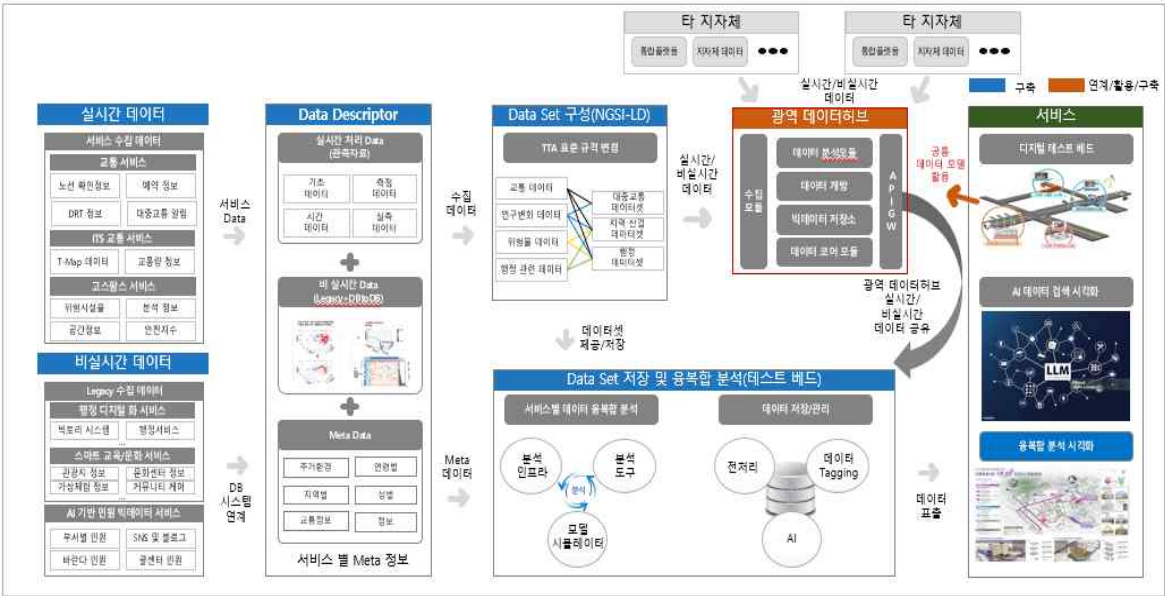 타 지자체
통합플랫폼
지자체 데이터
●●●
타 지자체
통합플랫폼
지자체 데이터
●●●
실시간/비실시간
데이터
구축
연계/활용/구축
실시간 데이터
서비스 수집 데이터
교통 서비스
노선 확인정보
예약 정보
DRT 정보
대중교통 알림
ITS 교통 서비스
T-Map 데이터
교통량 정보
고스팜스 서비스
위험시설물
분석 정보
공간정보
안전지수
비실시간 데이터
Legacy 수집 데이터
행정 디지털 화 서비스
빅토리 시스템
행정서비스
...
스마트 교육/문화 서비스
관광지 정보
문화센터 정보
가상체험 정보
커뮤니티 케어
...
AI 기반 민원 빅데이터 서비스
부서별 민원
SNS 및 블로그
바란다 민원
콜센터 민원
서비스
Data
DB
시스템
연계
Data Descriptor
실시간 처리 Data
(관측자료)
기초
데이터
측정
데이터
시간
데이터
실측
데이터
비 실시간 Data
(Legacy+DBtoDB)
Meta Data
주거환경
연령별
지역별
성별
교통정보
정보
서비스 별 Meta 정보
수집
데이터
Meta
데이터
Data Set 구성(NGSI-LD)
TTA 표준 규격 변환
교통 데이터
인구변화 데이터
위험물 데이터
행정 관련 데이터
대중교통
데이터셋
지역 산업
데이터셋
행정
데이터셋
실시간/
비실시간
데이터
데이터셋
제공/저장
광역 데이터허브
수집
모듈
데이터 분석모듈
데이터 개방
빅데이터 저장소
데이터 코어 모듈
API GW
공통
데이터 모델
활용
광역 데이터허브
실시간/
비실시간
데이터 공유
Data Set 저장 및 융복합 분석(테스트 베드)
서비스별 데이터 융복합 분석
분석
인프라
분석
도구
분석
모델
시뮬레이터
데이터 저장/관리
전처리
데이터
Tagging
AI
데이터
표출
서비스
디지털 테스트 베드
AI 데이터 검색 시각화
LLM
융복합 분석 시각화